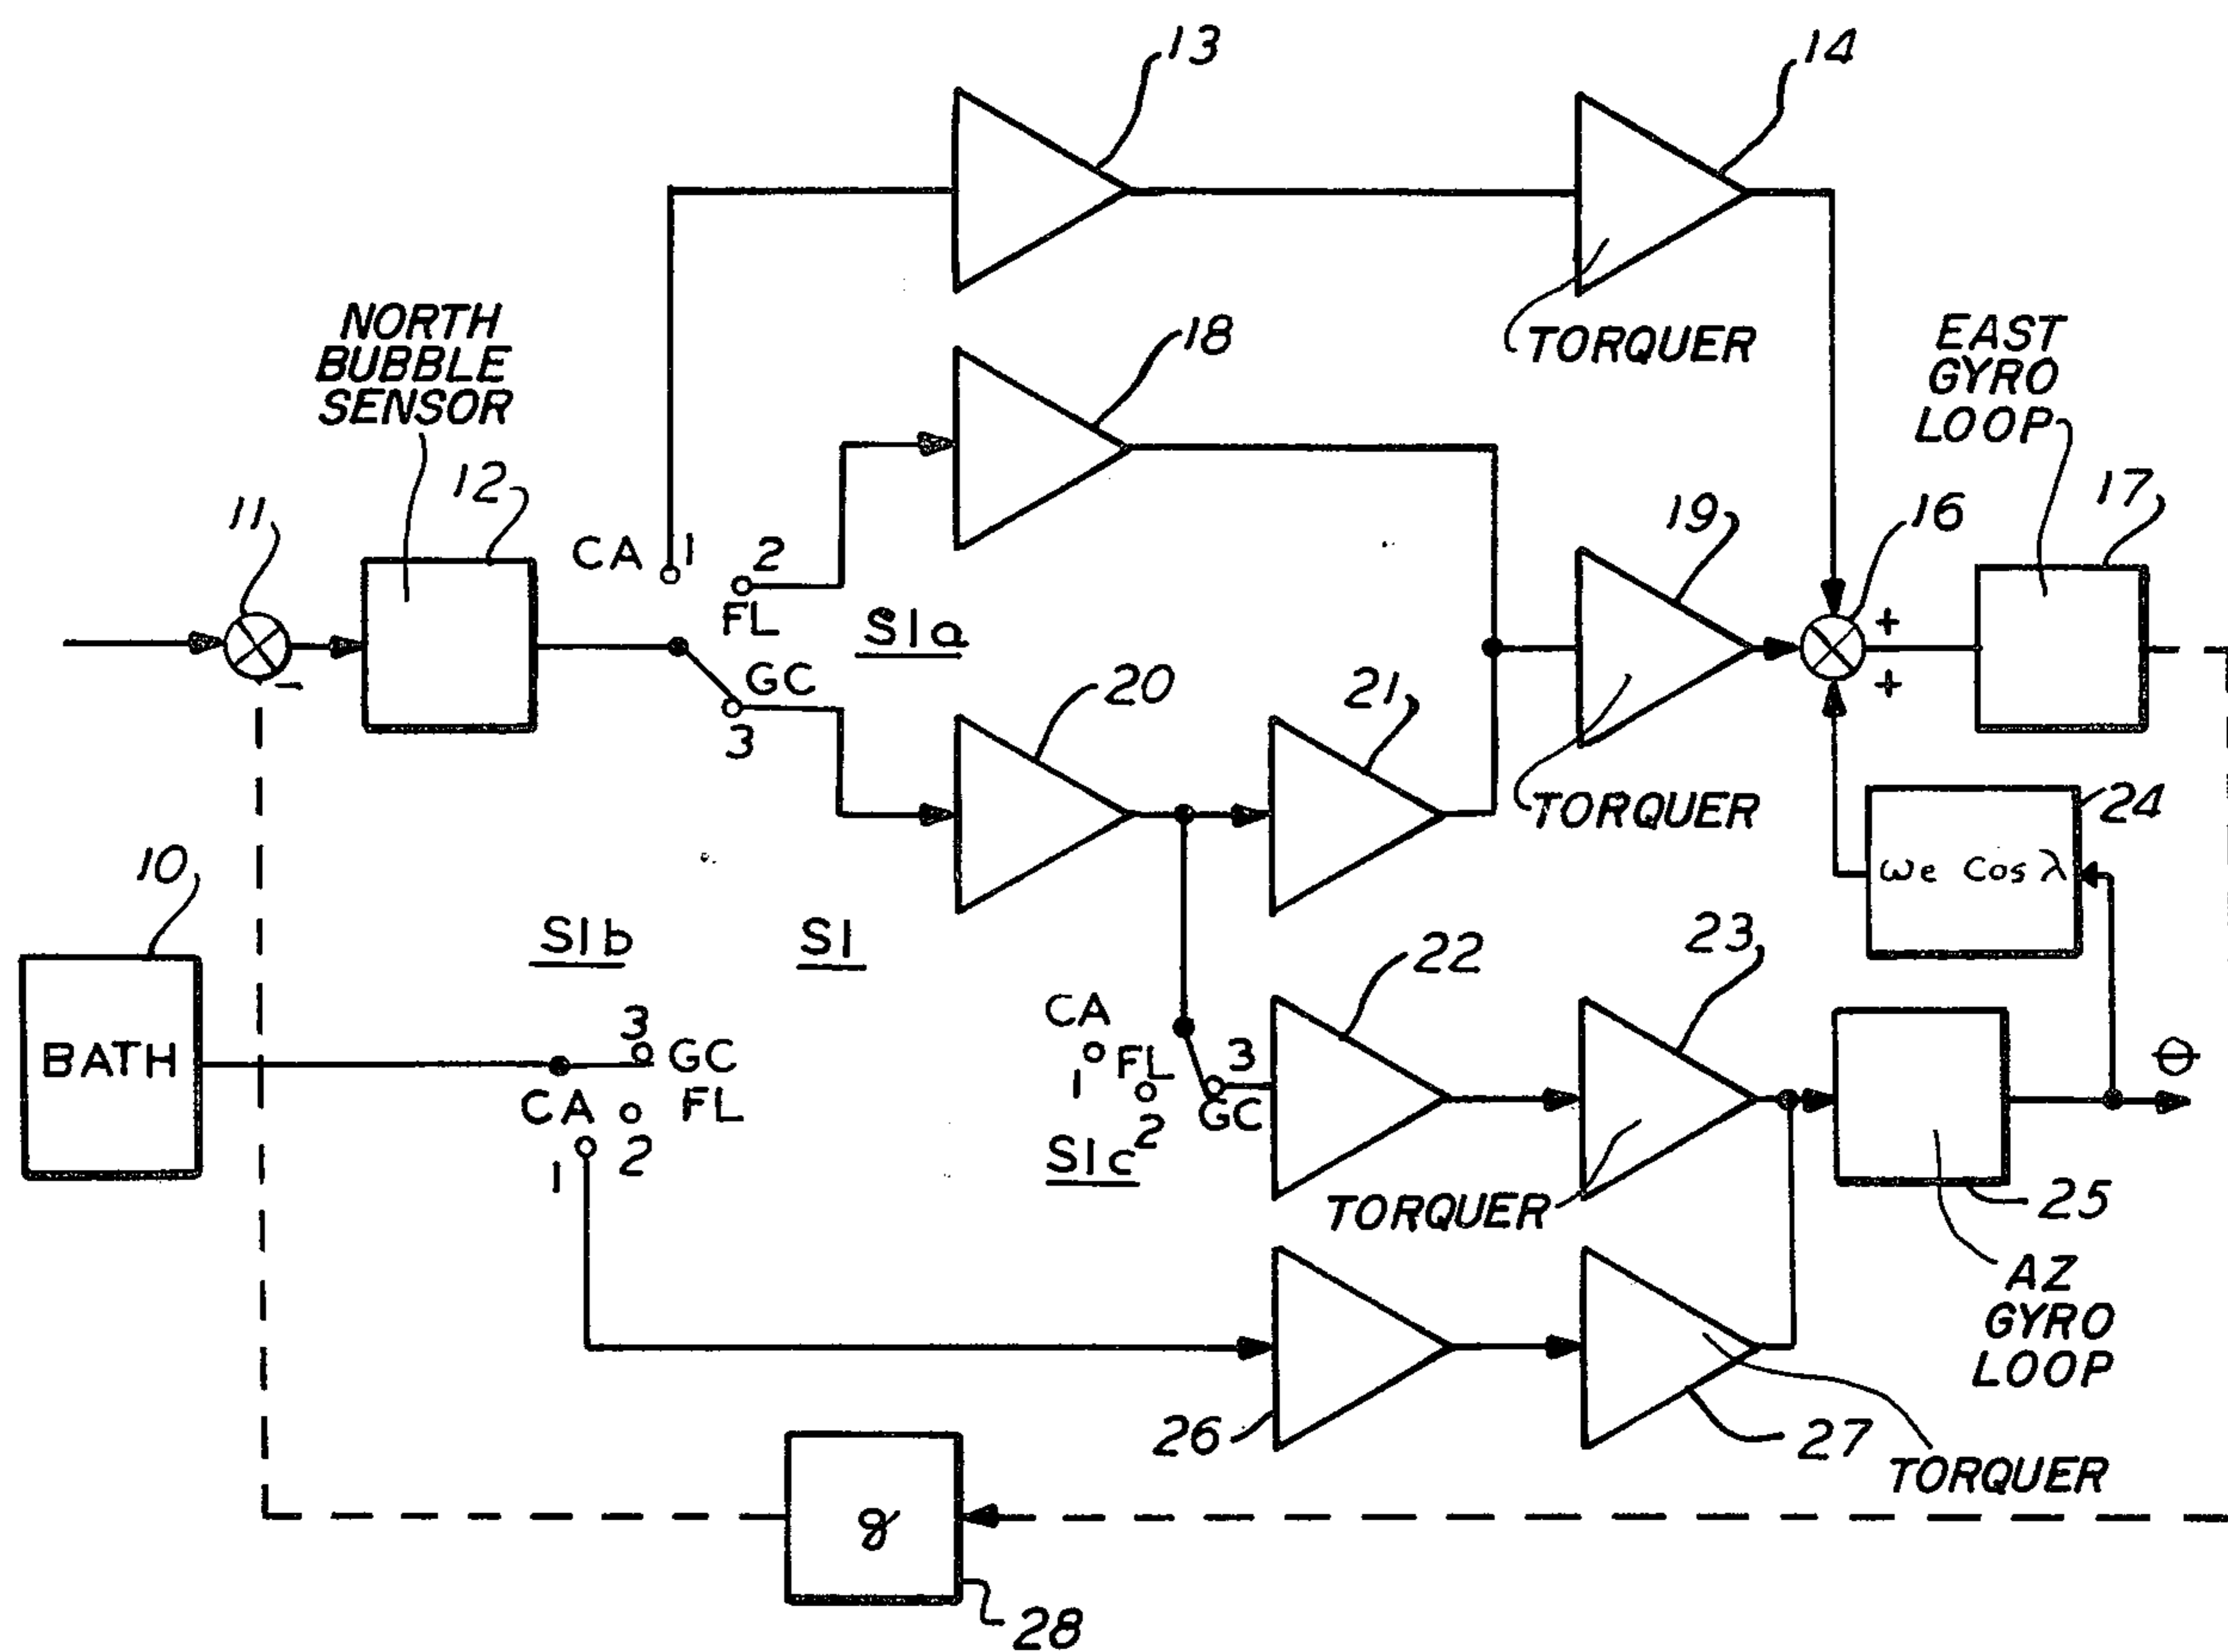 13
14
NORTH
BUBBLE
SENSOR
18
TORQUER
EAST
GYRO
LOOP
11
12
CA 1
2
FL
S1a
19
16
17
+
+
-
GC
3
20
21
TORQUER
24
ωe Cos λ
10
S1b
S1
22
23
BATH
3
GC
CA
FL
1
2
CA
1
FL
2
3
GC
S1c
θ
TORQUER
25
AZ
GYRO
LOOP
26
27
TORQUER
g
28